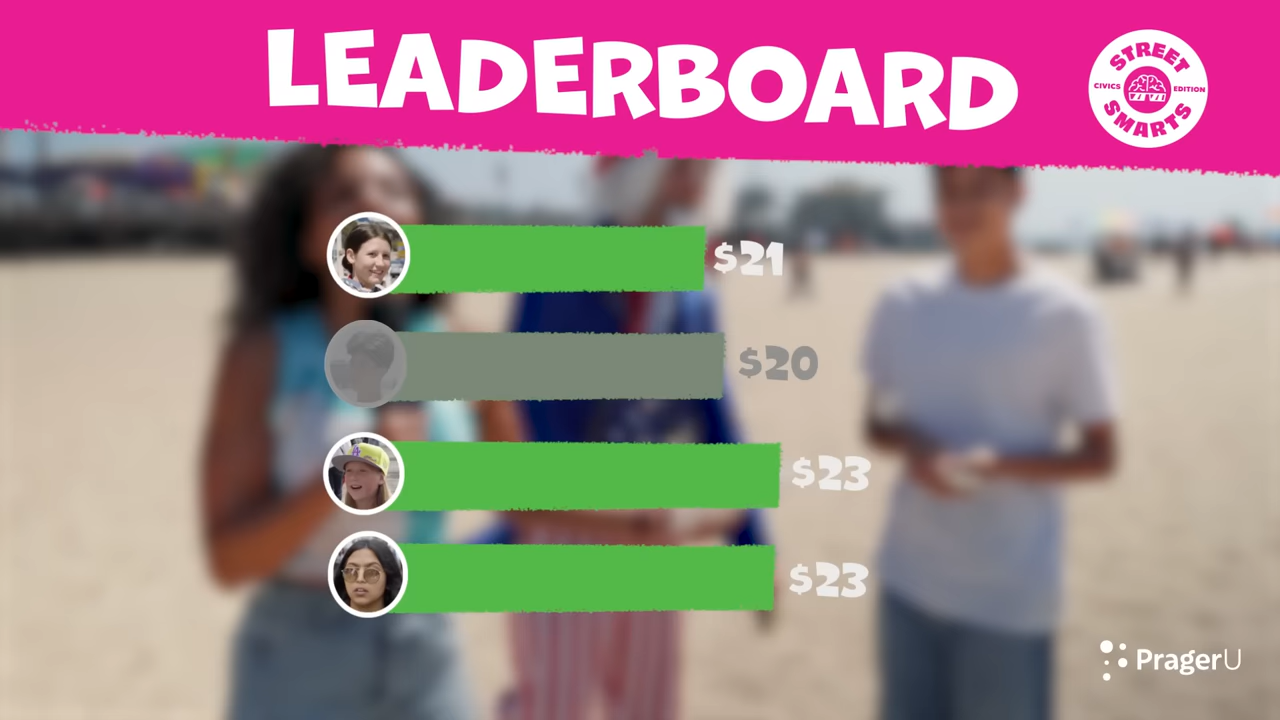 LEADERBOARD
STREET
CIVICS EDITION
SMARTS
$21
$20
$23
$23
PragerU